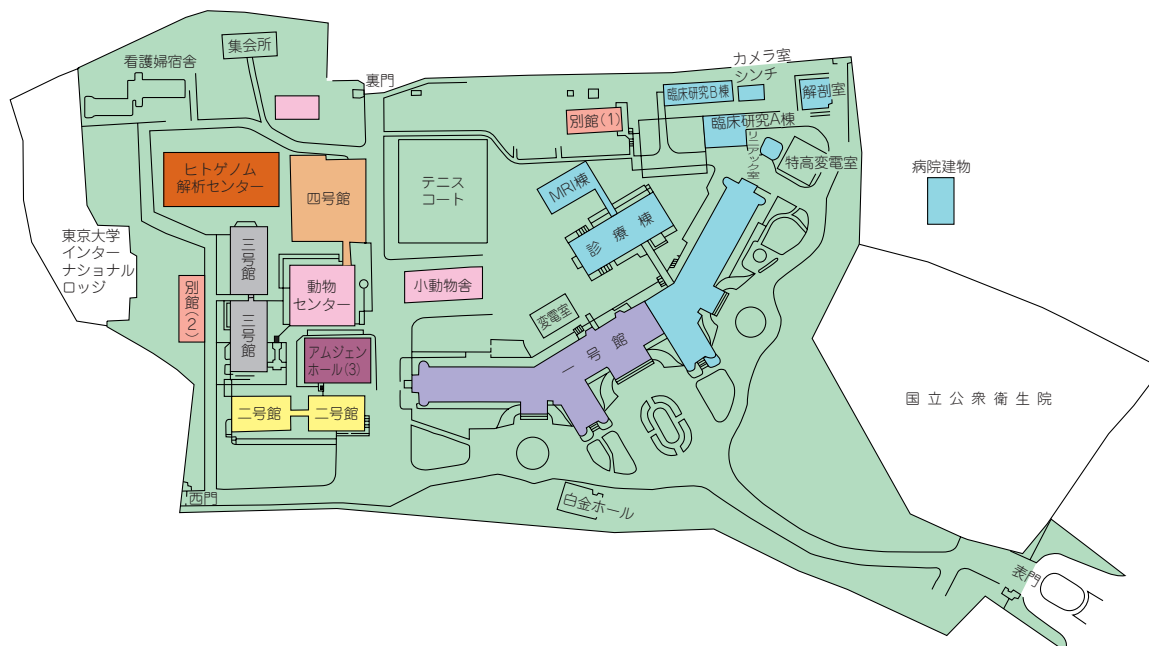 集会所
看護婦宿舎
裏門
カメラ室
シンチ
臨床研究B棟
解剖室
別館(1)
臨床研究A棟
リニアック室
特高変電室
病院建物
ヒトゲノム
解析センター
四号館
テニス
コート
MRI棟
診療棟
東京大学
インター
ナショナル
ロッジ
三号館
別館(2)
動物
センター
小動物舎
変電室
三号館
アムジェン
ホール(3)
一号館
二号館
二号館
国立公衆衛生院
西門
白金ホール
表門